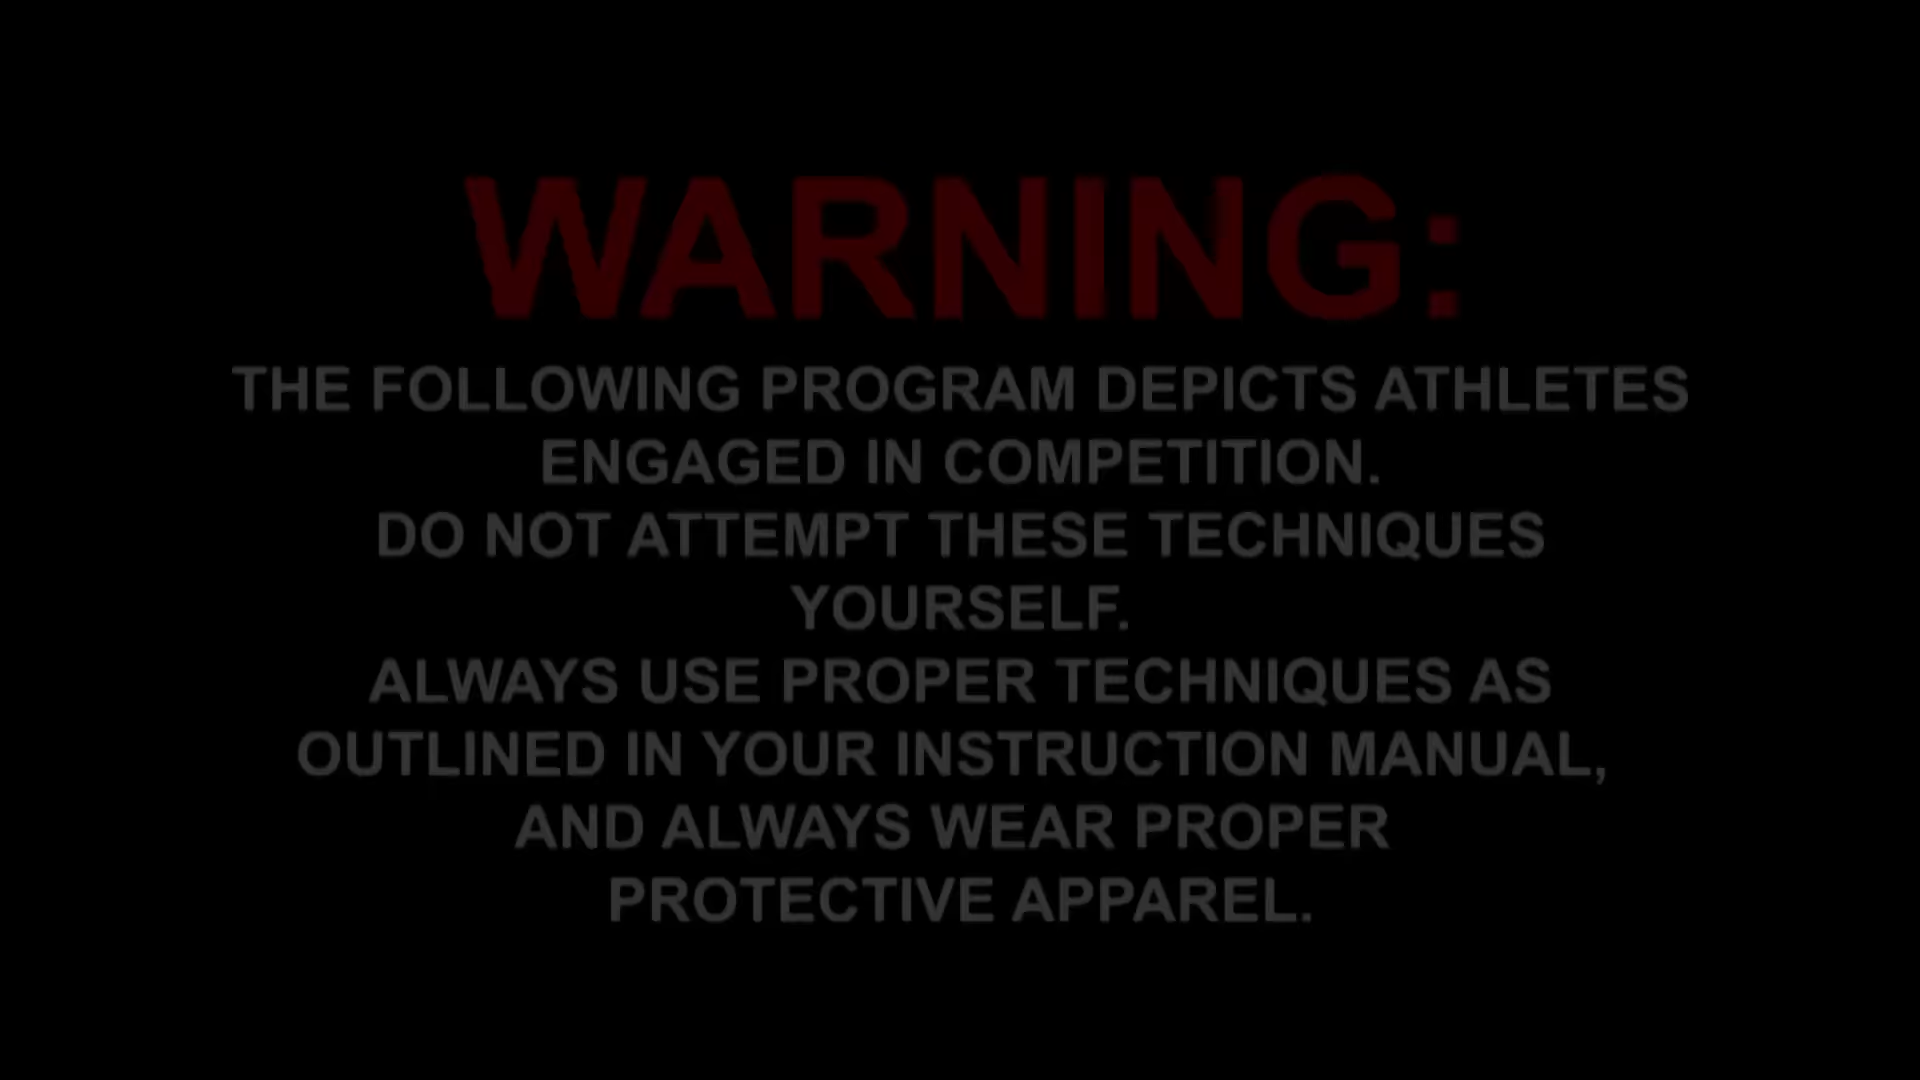 WARNING:
THE FOLLOWING PROGRAM DEPICTS ATHLETES
ENGAGED IN COMPETITION.
DO NOT ATTEMPT THESE TECHNIQUES
YOURSELF.
ALWAYS USE PROPER TECHNIQUES AS
OUTLINED IN YOUR INSTRUCTION MANUAL,
AND ALWAYS WEAR PROPER
PROTECTIVE APPAREL.